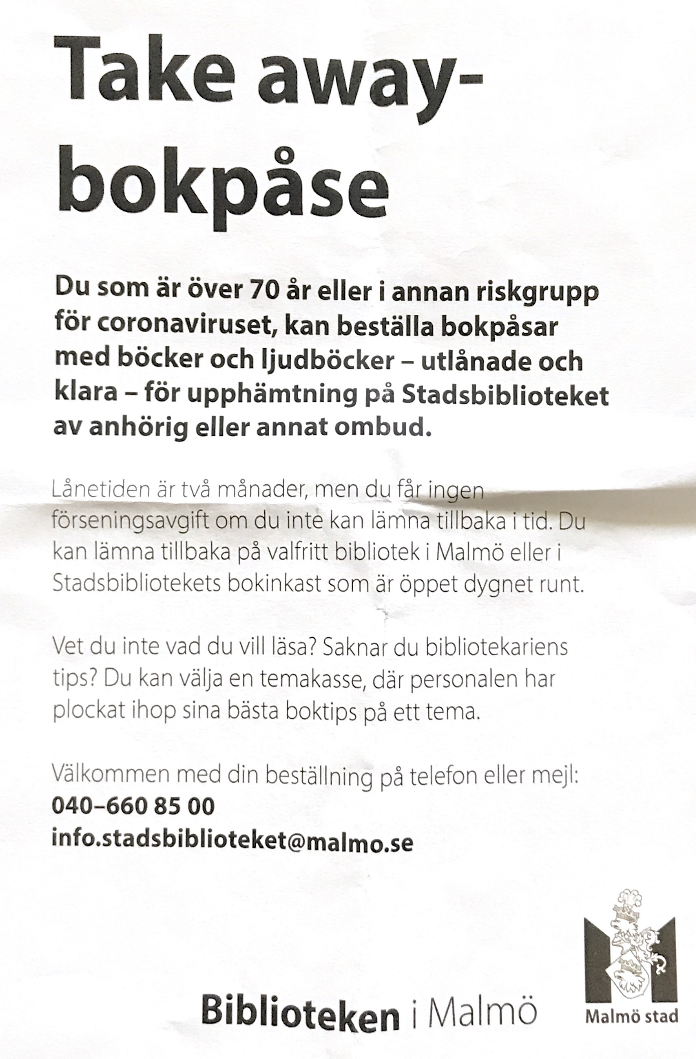 Take away-
bokpåse
Du som är över 70 år eller i annan riskgrupp
för coronaviruset, kan beställa bokpåsar
med böcker och ljudböcker – utlånade och
klara – för upphämtning på Stadsbiblioteket
av anhörig eller annat ombud.
Lånetiden är två månader, men du får ingen
förseningsavgift om du inte kan lämna tillbaka i tid. Du
kan lämna tillbaka på valfritt bibliotek i Malmö eller i
Stadsbibliotekets bokinkast som är öppet dygnet runt.
Vet du inte vad du vill läsa? Saknar du bibliotekariens
tips? Du kan välja en temakasse, där personalen har
plockat ihop sina bästa boktips på ett tema.
Välkommen med din beställning på telefon eller mejl:
040–660 85 00
info.stadsbiblioteket@malmo.se
Biblioteken i Malmö
Malmö stad